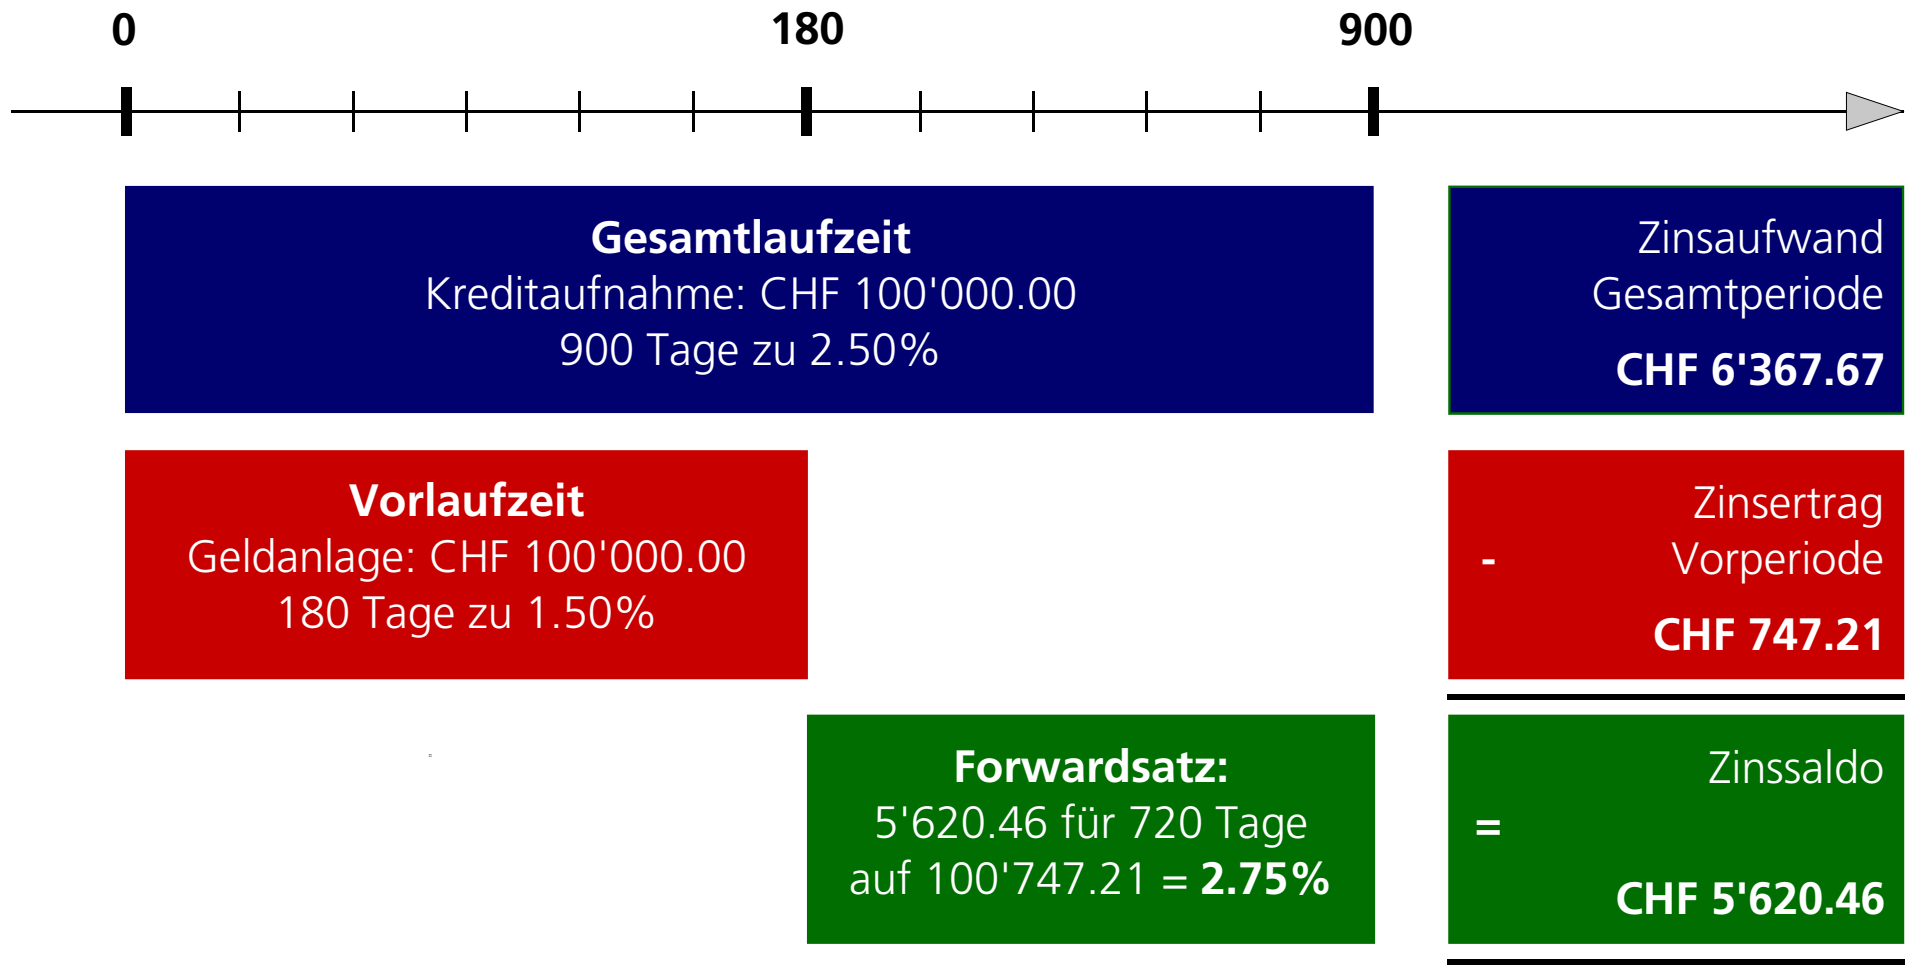 0
180
900
Gesamtlaufzeit
Kreditaufnahme: CHF 100'000.00
900 Tage zu 2.50%
Zinsaufwand
Gesamtperiode
CHF 6'367.67
Vorlaufzeit
Geldanlage: CHF 100'000.00
180 Tage zu 1.50%
Zinsertrag
- Vorperiode
CHF 747.21
Forwardsatz:
5'620.46 für 720 Tage
auf 100'747.21 = 2.75%
Zinssaldo
=
CHF 5'620.46